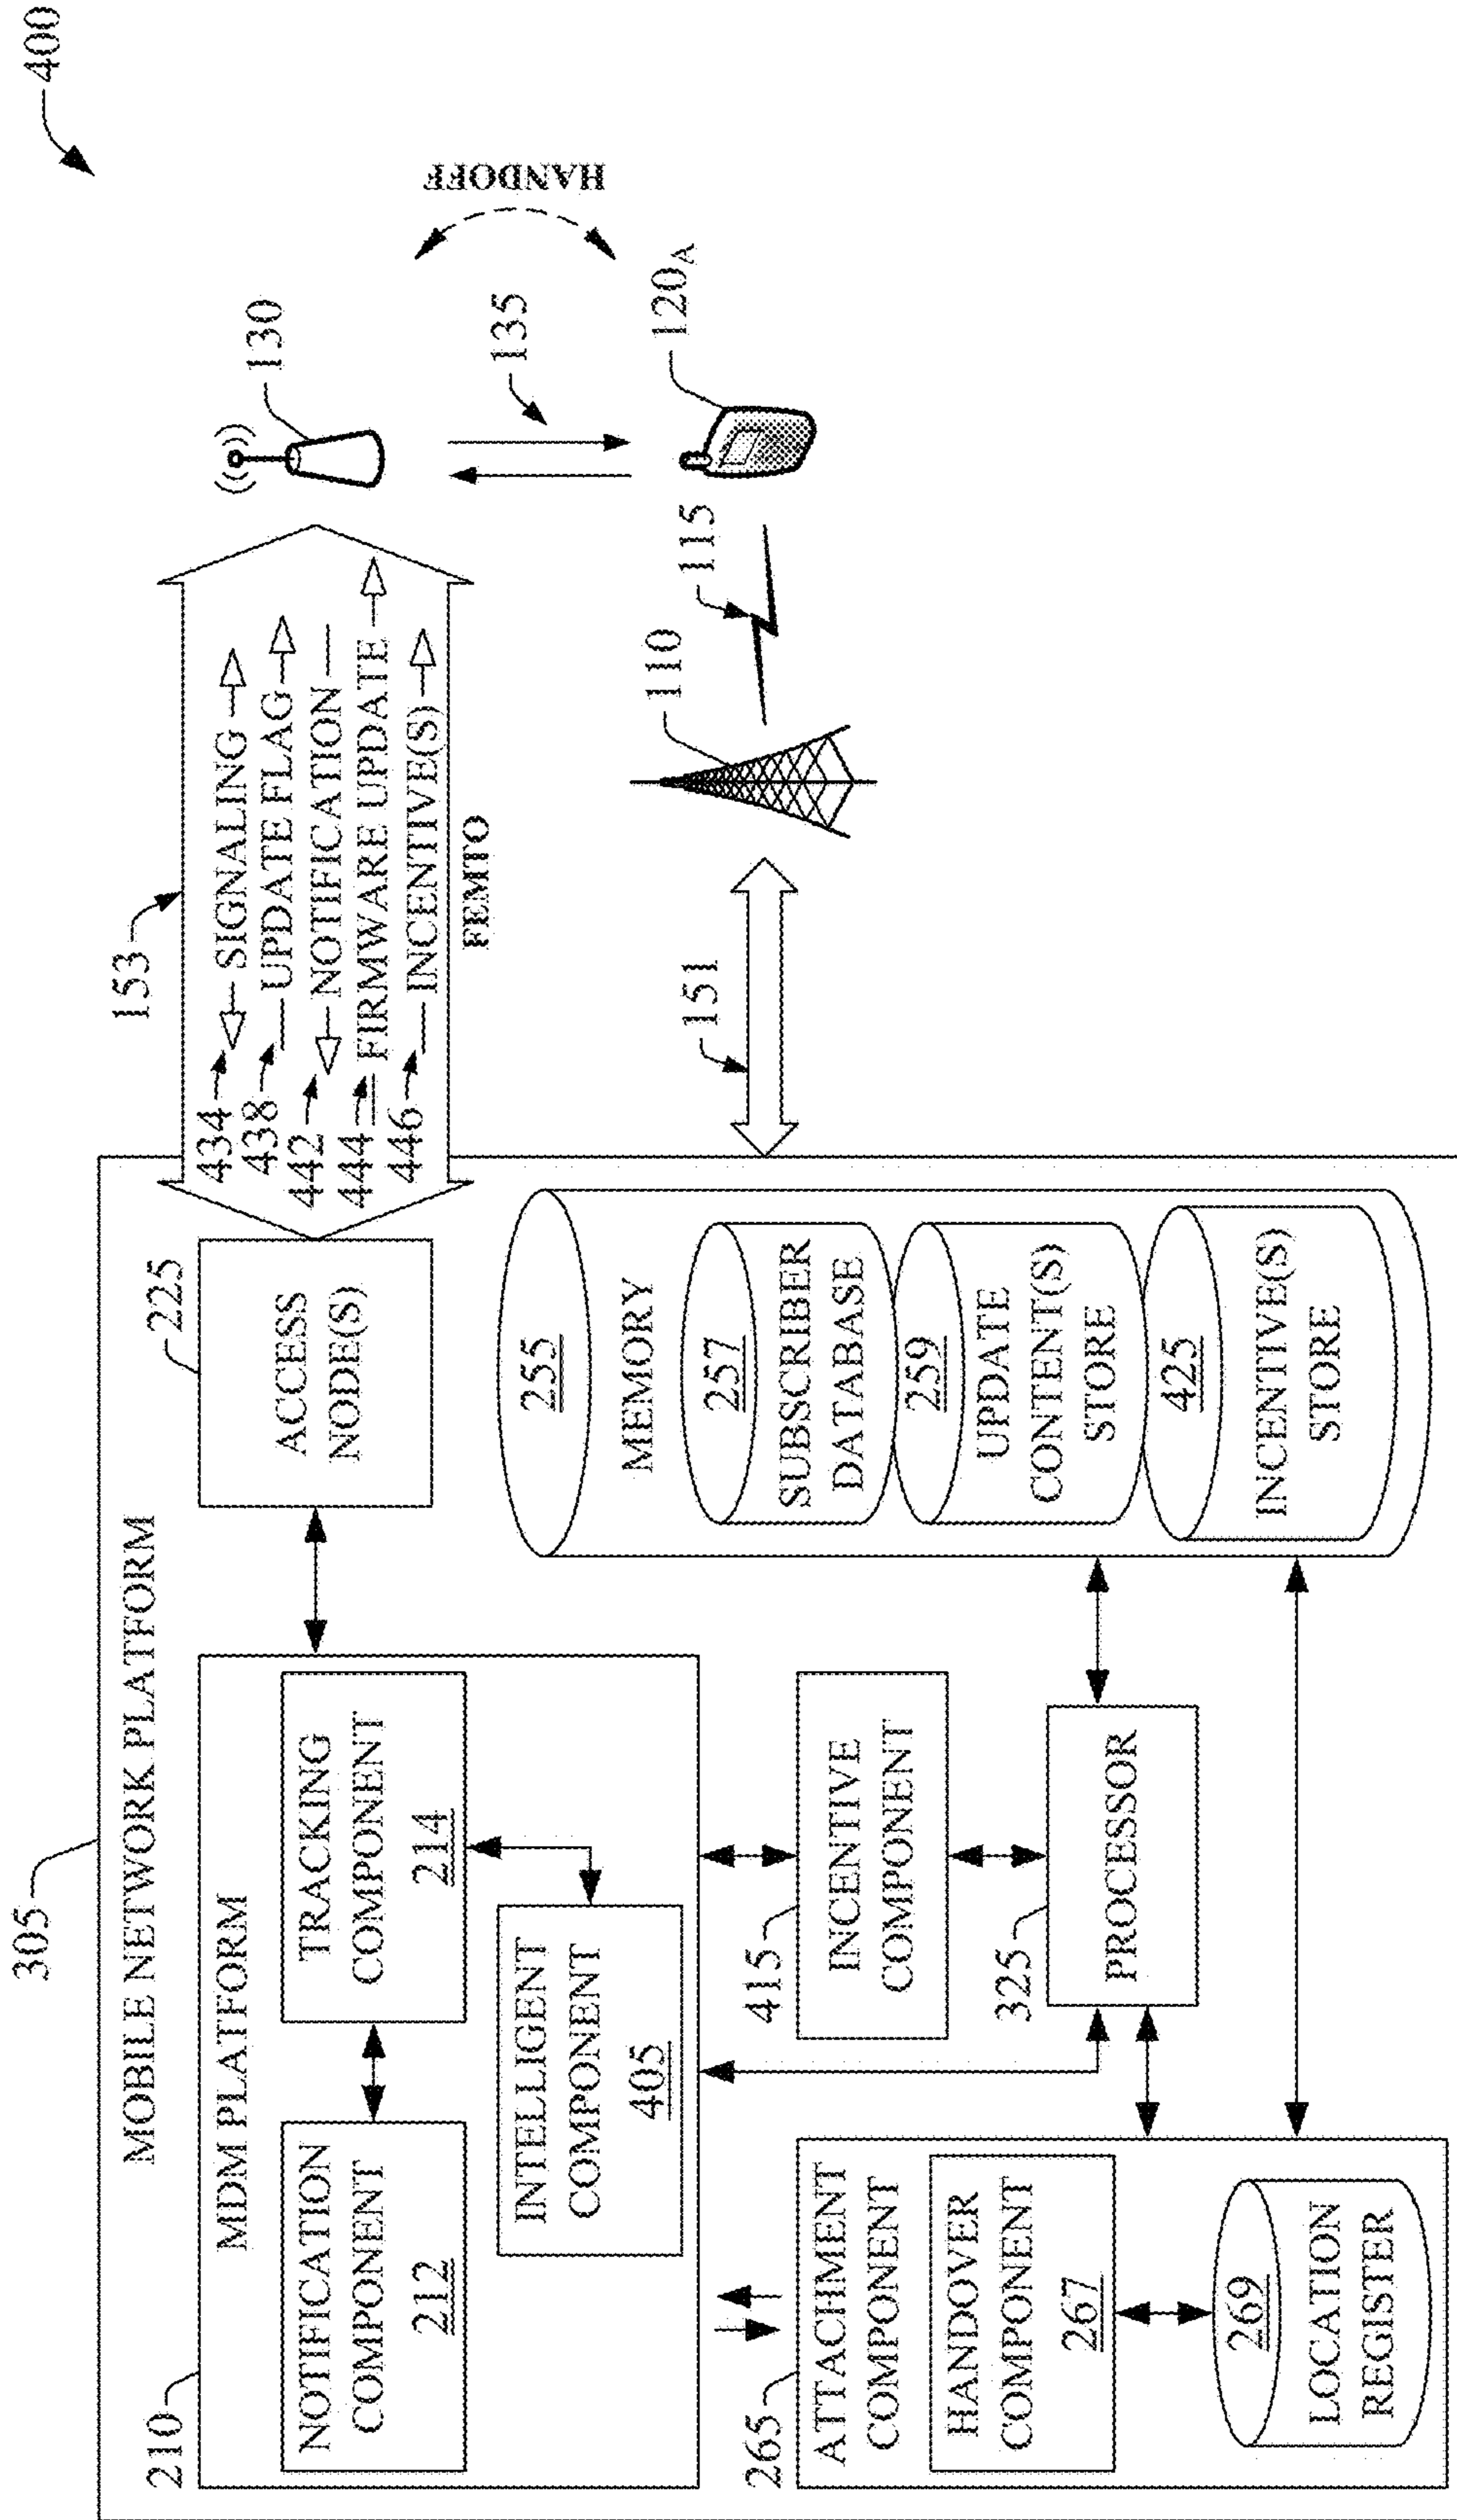 400
305
MOBILE NETWORK PLATFORM
210
MDM PLATFORM
NOTIFICATION
COMPONENT
212
TRACKING
COMPONENT
214
INTELLIGENT
COMPONENT
405
225
ACCESS
NODE(S)
153
434
SIGNALING
438
UPDATE FLAG
442
NOTIFICATION
444
FIRMWARE UPDATE
446
INCENTIVE(S)
FEMTO
130
135
HANDOFF
120A
115
110
151
265
ATTACHMENT
COMPONENT
HANDOVER
COMPONENT
267
269
LOCATION
REGISTER
415
INCENTIVE
COMPONENT
325
PROCESSOR
255
MEMORY
257
SUBSCRIBER
DATABASE
259
UPDATE
CONTENT(S)
STORE
425
INCENTIVE(S)
STORE